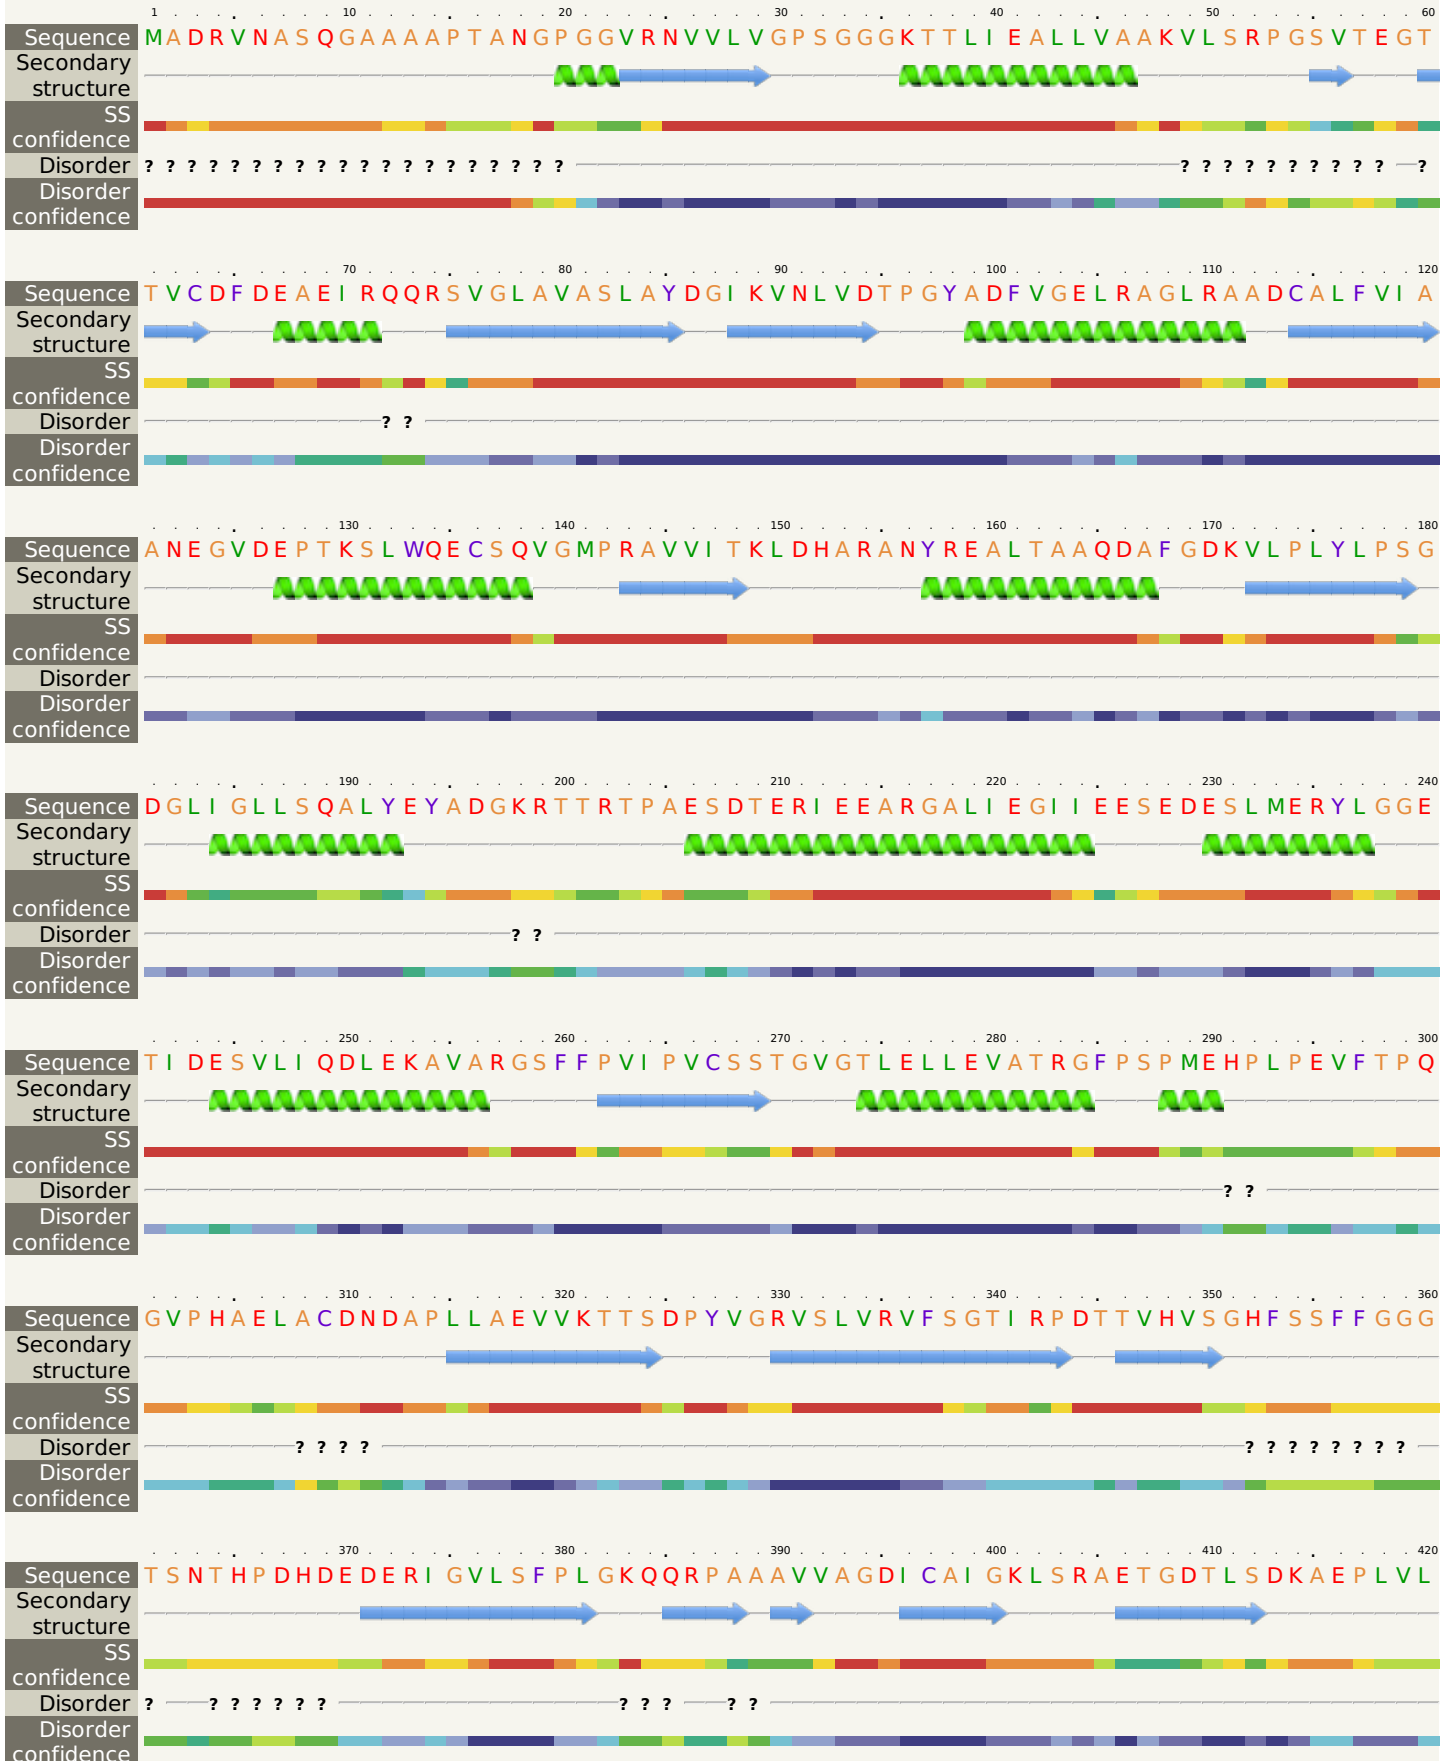 1 10 20 30 40 50 60
Sequence MADRVNASQGAAAAPTANGPGGVRNVVLVGPSGGGKTTLIEALLVAAKVLSRPGSVTEGT
Secondary
structure
SS
confidence
Disorder ? ? ? ? ? ? ? ? ? ? ? ? ? ? ? ? ? ? ? ? ? ? ? ? ? ? ? ? ? ? ?
Disorder
confidence
70 80 90 100 110 120
Sequence TVCDFDEAEIRQQRSVGLAVASLAYDGIKVNLVDTPGYADFVGELRAGLRAADCALFVIA
Secondary
structure
SS
confidence
Disorder ? ?
Disorder
confidence
130 140 150 160 170 180
Sequence ANEGVDEPTKSLWQECSQVGMPRAVVITKLDHARANYREALTAAQDAFGDKVLPLYLPSG
Secondary
structure
SS
confidence
Disorder
Disorder
confidence
190 200 210 220 230 240
Sequence DGLIGLLSQALYEYADGKRTTRTPAESDTERIEEARGALIEGIIEESEDESLMERYLGGE
Secondary
structure
SS
confidence
Disorder ? ?
Disorder
confidence
250 260 270 280 290 300
Sequence TIDESVLIQDLEKAVARGSFFPVIPVCSSTGVGTLELLEVATRGFPSPMEHPLPEVFTPQ
Secondary
structure
SS
confidence
Disorder ? ?
Disorder
confidence
310 320 330 340 350 360
Sequence GVPHAELACDNDAPLLAEVVKTTSDPYVGRVSLVRVFSGTIRPDTTVHVSGHFSSFFGGG
Secondary
structure
SS
confidence
Disorder ? ? ? ? ? ? ? ? ? ? ? ?
Disorder
confidence
370 380 390 400 410 420
Sequence TSNTHPDHDEDERIGVLSFPLGKQQRPAAAVVAGDICAIGKLSRAETGDTLSDKAEPLVL
Secondary
structure
SS
confidence
Disorder ? ? ? ? ? ? ? ? ? ? ? ?
Disorder
confidence